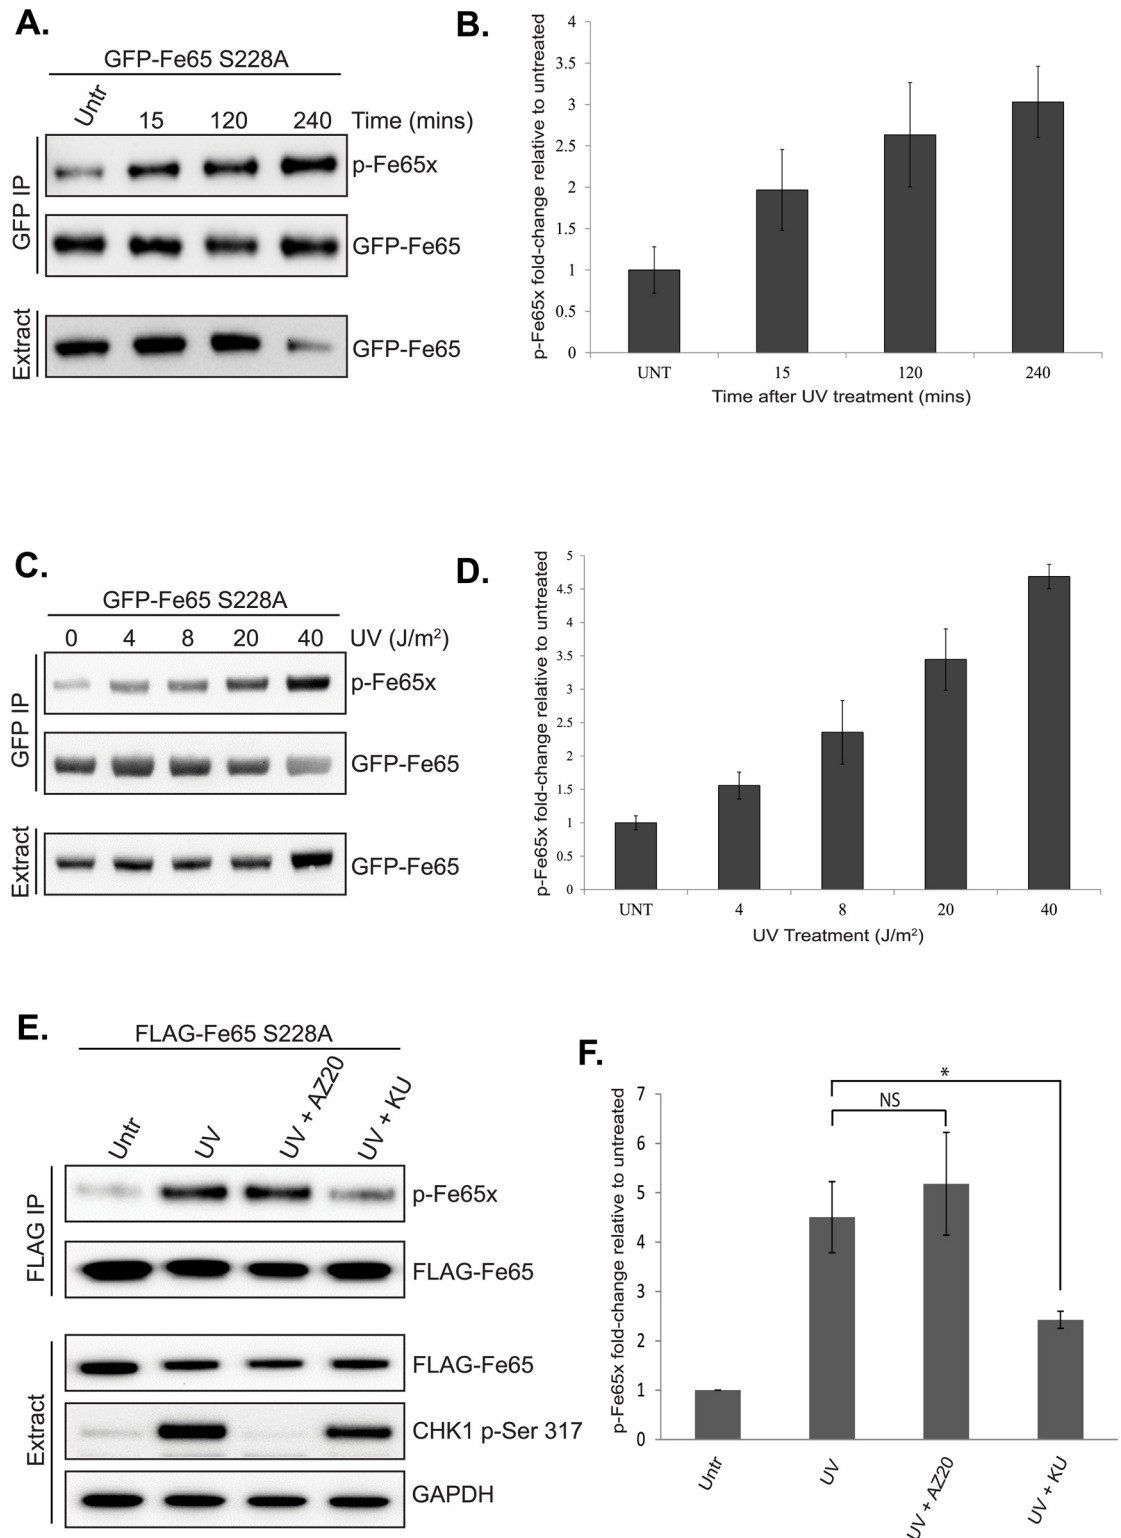 A.
GFP-Fe65 S228A
Untr 15 120 240 Time (mins)
GFP IP
p-Fe65x
GFP-Fe65
Extract
GFP-Fe65
B.
p-Fe65x fold-change relative to untreated
4
3.5
3
2.5
2
1.5
1
0.5
0
UNT 15 120 240
Time after UV treatment (mins)
C.
GFP-Fe65 S228A
0 4 8 20 40 UV (J/m²)
GFP IP
p-Fe65x
GFP-Fe65
Extract
GFP-Fe65
D.
p-Fe65x fold-change relative to untreated
5
4.5
4
3.5
3
2.5
2
1.5
1
0.5
0
UNT 4 8 20 40
UV Treatment (J/m²)
E.
FLAG-Fe65 S228A
Untr UV UV + AZ20 UV + KU
FLAG IP
p-Fe65x
FLAG-Fe65
Extract
FLAG-Fe65
CHK1 p-Ser 317
GAPDH
F.
p-Fe65x fold-change relative to untreated
7
6
5
4
3
2
1
0
*
NS
Untr UV UV + AZ20 UV + KU